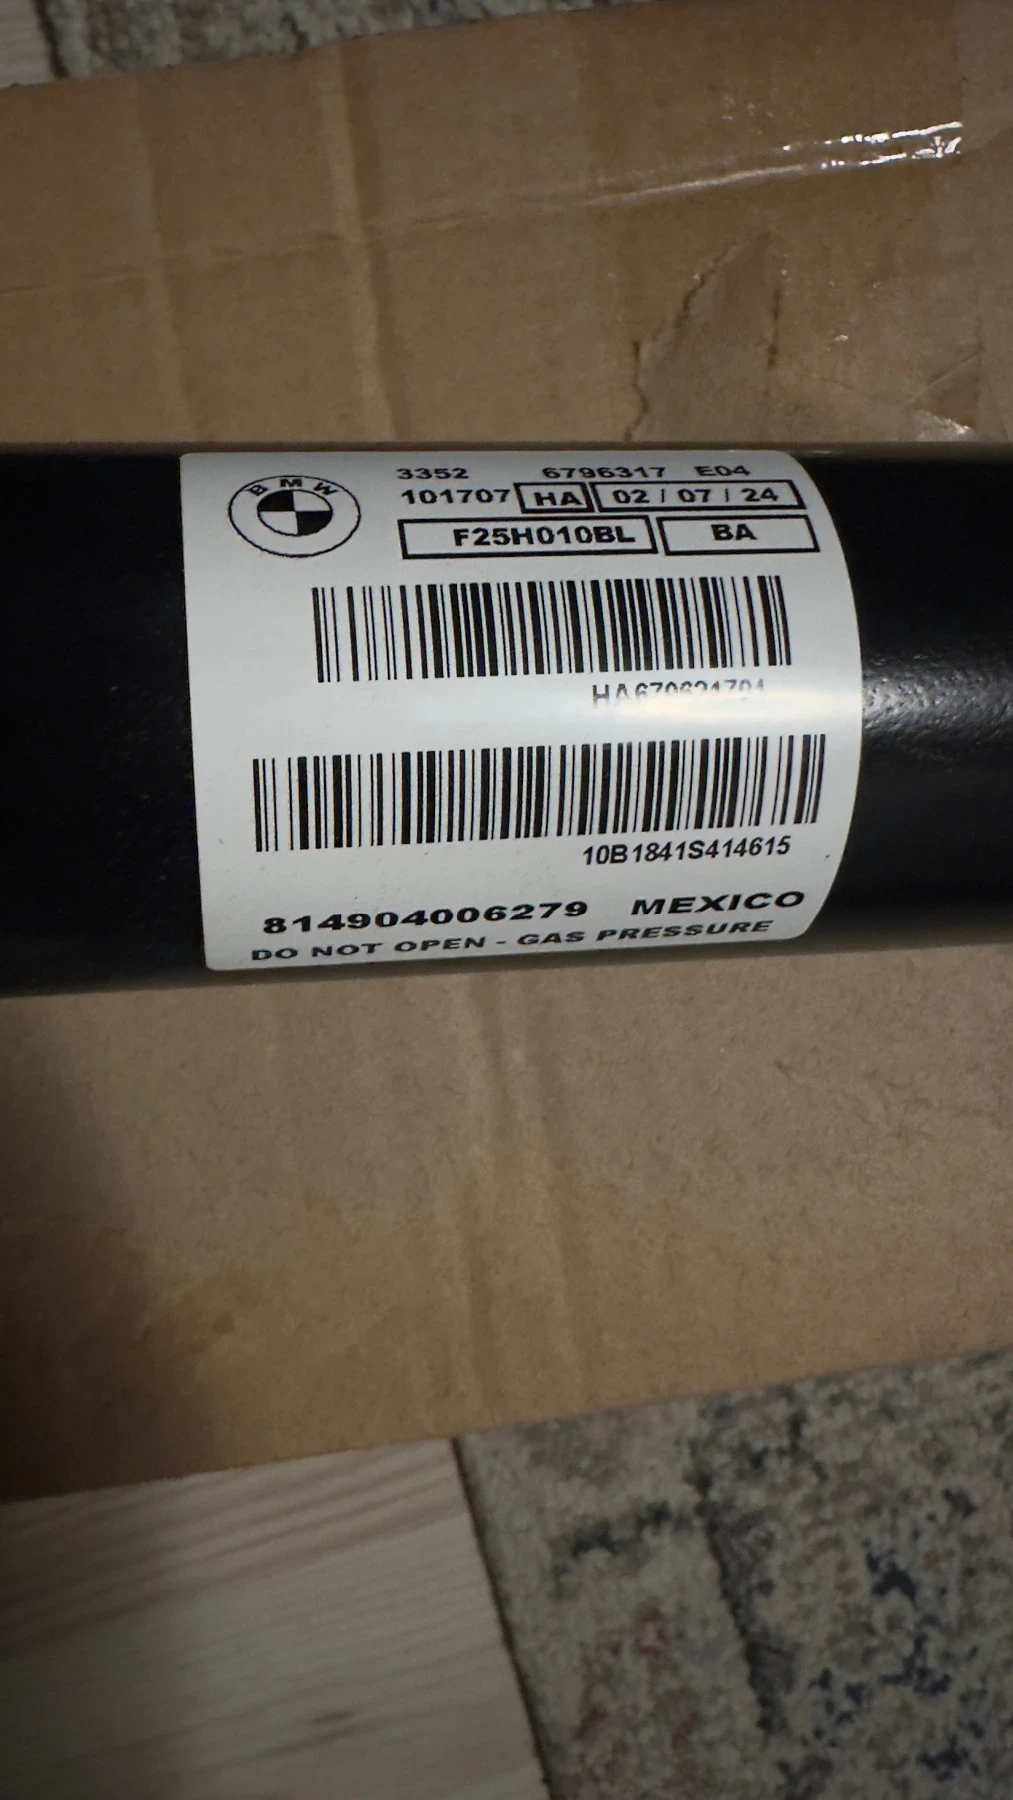 BMW
3352 6796317 E04
101707 HA 02 / 07 / 24
F25H010BL BA
10B1841S414615
814904006279 MEXICO
DO NOT OPEN - GAS PRESSURE